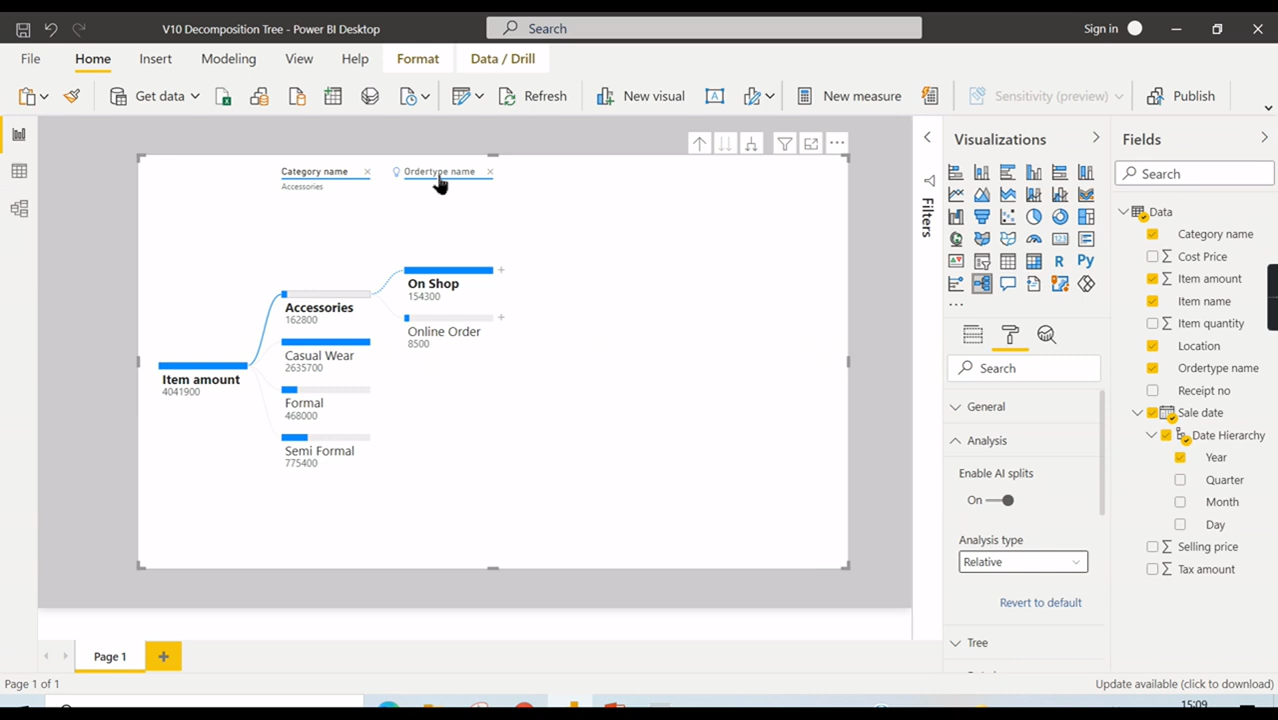 V10 Decomposition Tree - Power BI Desktop
Search
Sign in
File
Home
Insert
Modeling
View
Help
Format
Data / Drill
Get data
Refresh
New visual
New measure
Sensitivity (preview)
Publish
Category name
Accessories
Ordertype name
Item amount
4041900
Accessories
162800
Casual Wear
2635700
Formal
468000
Semi Formal
775400
On Shop
154300
Online Order
8500
Filters
Visualizations
R
Py
Search
General
Analysis
Enable AI splits
On
Analysis type
Relative
Revert to default
Tree
Fields
Search
Data
Category name
Cost Price
Item amount
Item name
Item quantity
Location
Ordertype name
Receipt no
Sale date
Date Hierarchy
Year
Quarter
Month
Day
Selling price
Tax amount
Page 1
Page 1 of 1
Update available (click to download)
15:09